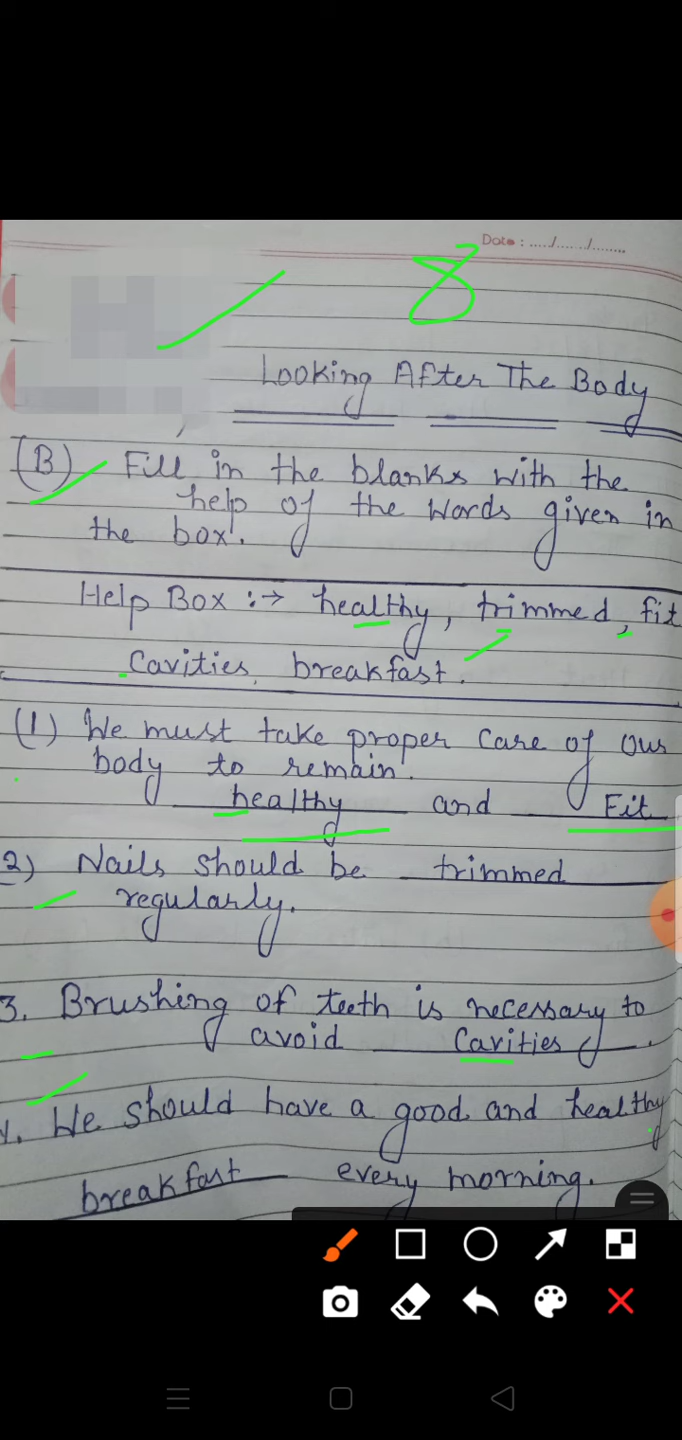 Date : ..../....../........
8
Looking After The Body
(B) Fill in the blanks with the
help of the words given in
the box.
Help Box :→ healthy, trimmed, fit
Cavities, breakfast.
(1) We must take proper care of our
body to remain.
healthy and Fit
2) Nails should be trimmed
regularly.
3. Brushing of teeth is necessary to
avoid Cavities.
4. We should have a good and healthy
breakfast every morning.